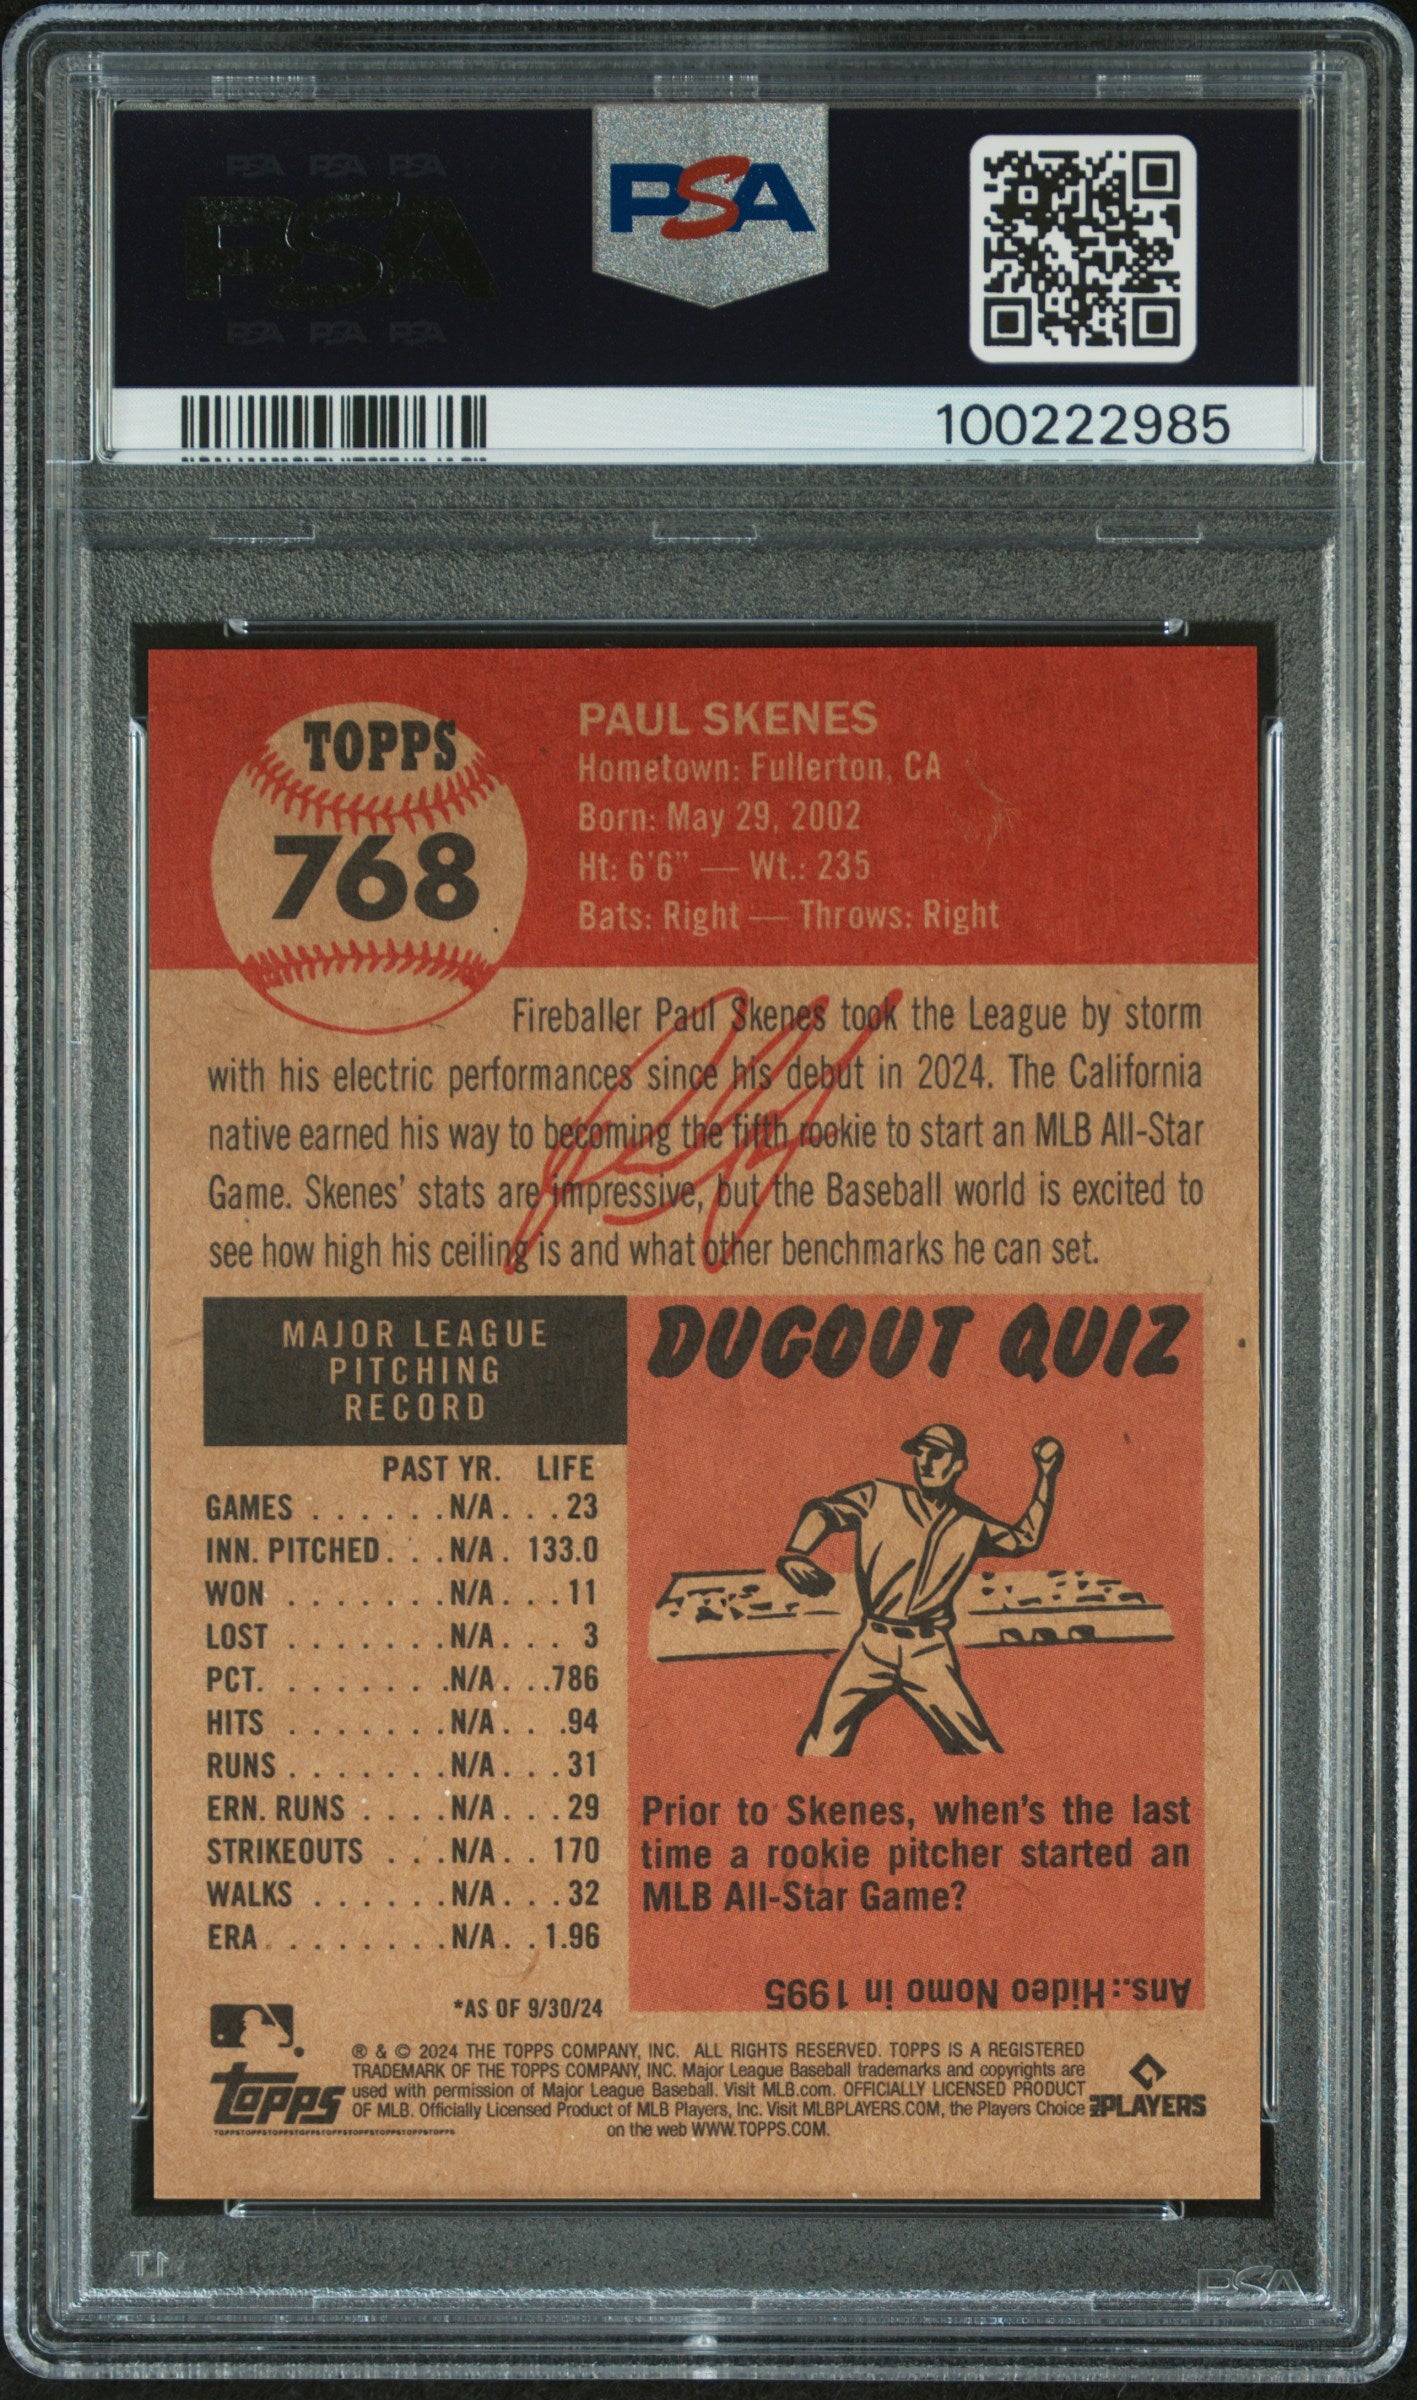 PSA PSA PSA
PSA
PSA PSA PSA
PSA
100222985
TOPPS
768
PAUL SKENES
Hometown: Fullerton, CA
Born: May 29, 2002
Ht: 6'6" — Wt.: 235
Bats: Right — Throws: Right
Fireballer Paul Skenes took the League by storm
with his electric performances since his debut in 2024. The California
native earned his way to becoming the fifth rookie to start an MLB All-Star
Game. Skenes' stats are impressive, but the Baseball world is excited to
see how high his ceiling is and what other benchmarks he can set.
MAJOR LEAGUE
PITCHING
RECORD
PAST YR. LIFE
GAMES . . . . . . N/A . . . 23
INN. PITCHED . . . N/A . 133.0
WON . . . . . . . N/A . . . 11
LOST . . . . . . . N/A . . . 3
PCT. . . . . . . . N/A . . .786
HITS . . . . . . . N/A . . .94
RUNS . . . . . . . N/A . . . 31
ERN. RUNS . . . . N/A . . . 29
STRIKEOUTS . . . N/A . . 170
WALKS . . . . . . N/A . . . 32
ERA . . . . . . . . N/A . . 1.96
*AS OF 9/30/24
DUGOUT QUIZ
Prior to Skenes, when's the last
time a rookie pitcher started an
MLB All-Star Game?
Ans.: Hideo Nomo in 1995
® & © 2024 THE TOPPS COMPANY, INC. ALL RIGHTS RESERVED. TOPPS IS A REGISTERED
TRADEMARK OF THE TOPPS COMPANY, INC. Major League Baseball trademarks and copyrights are
used with permission of Major League Baseball. Visit MLB.com. OFFICIALLY LICENSED PRODUCT
OF MLB. Officially Licensed Product of MLB Players, Inc. Visit MLBPLAYERS.COM, the Players Choice
on the web WWW.TOPPS.COM.
Topps
TOPPSTOPPSTOPPSTOPPSTOPPSTOPPSTOPPSTOPPS
PLAYERS
PSA